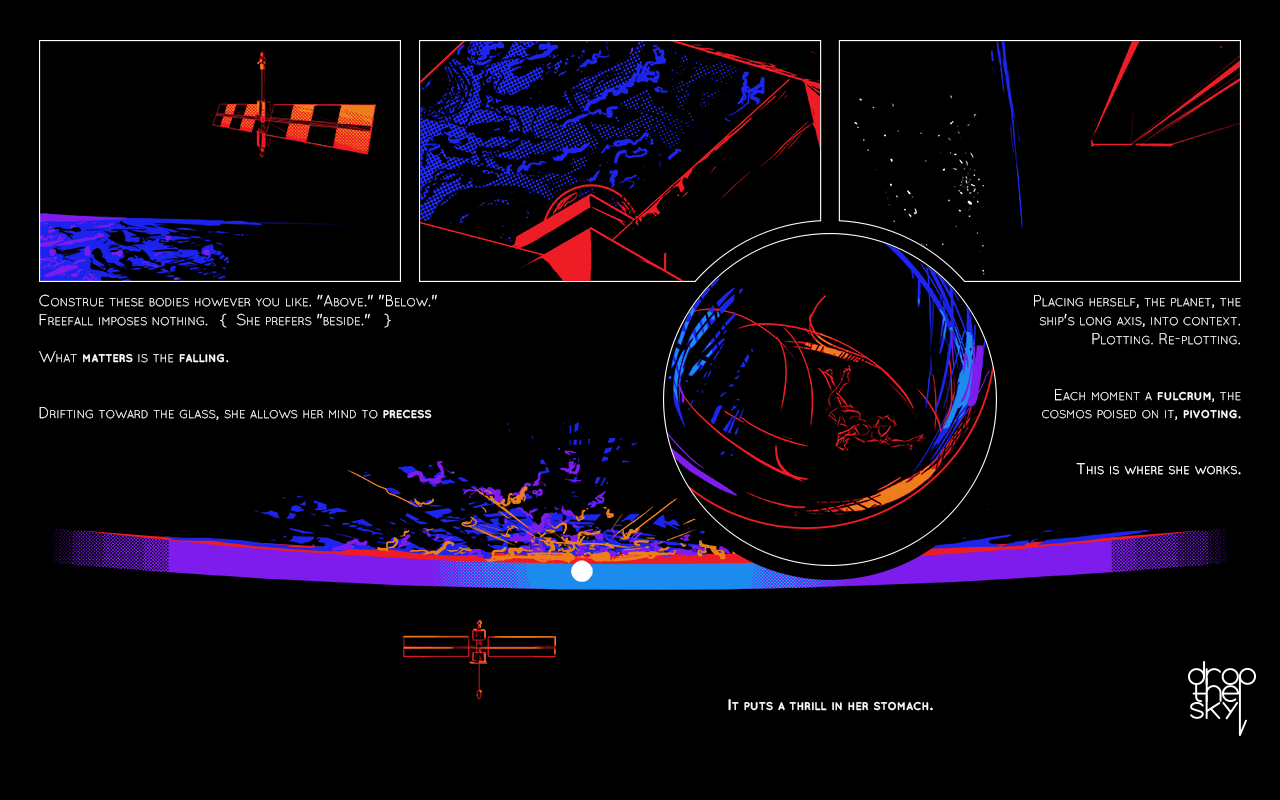 Construe these bodies however you like. "Above." "Below."
Freefall imposes nothing. { She prefers "beside." }
What matters is the falling.
Drifting toward the glass, she allows her mind to precess
Placing herself, the planet, the
ship's long axis, into context.
Plotting. Re-plotting.
Each moment a fulcrum, the
cosmos poised on it, pivoting.
This is where she works.
It puts a thrill in her stomach.
drop
the
sky